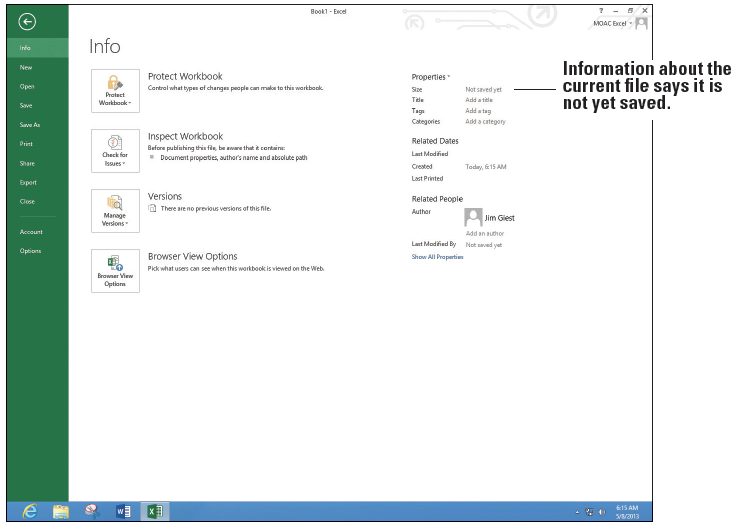 Book1 - Excel
? – X
MOAC Excel
Info
New
Open
Save
Save As
Print
Share
Export
Close
Account
Options
Info
Protect Workbook
Protect Workbook
Control what types of changes people can make to this workbook.
Check for Issues
Inspect Workbook
Before publishing this file, be aware that it contains:
Document properties, author's name and absolute path
Manage Versions
Versions
There are no previous versions of this file.
Browser View Options
Browser View Options
Pick what users can see when this workbook is viewed on the Web.
Properties
Size Not saved yet
Title Add a title
Tags Add a tag
Categories Add a category
Related Dates
Last Modified
Created Today, 6:15 AM
Last Printed
Related People
Author Jim Giest
Add an author
Last Modified By Not saved yet
Show All Properties
Information about the
current file says it is
not yet saved.
6:15 AM
5/8/2013